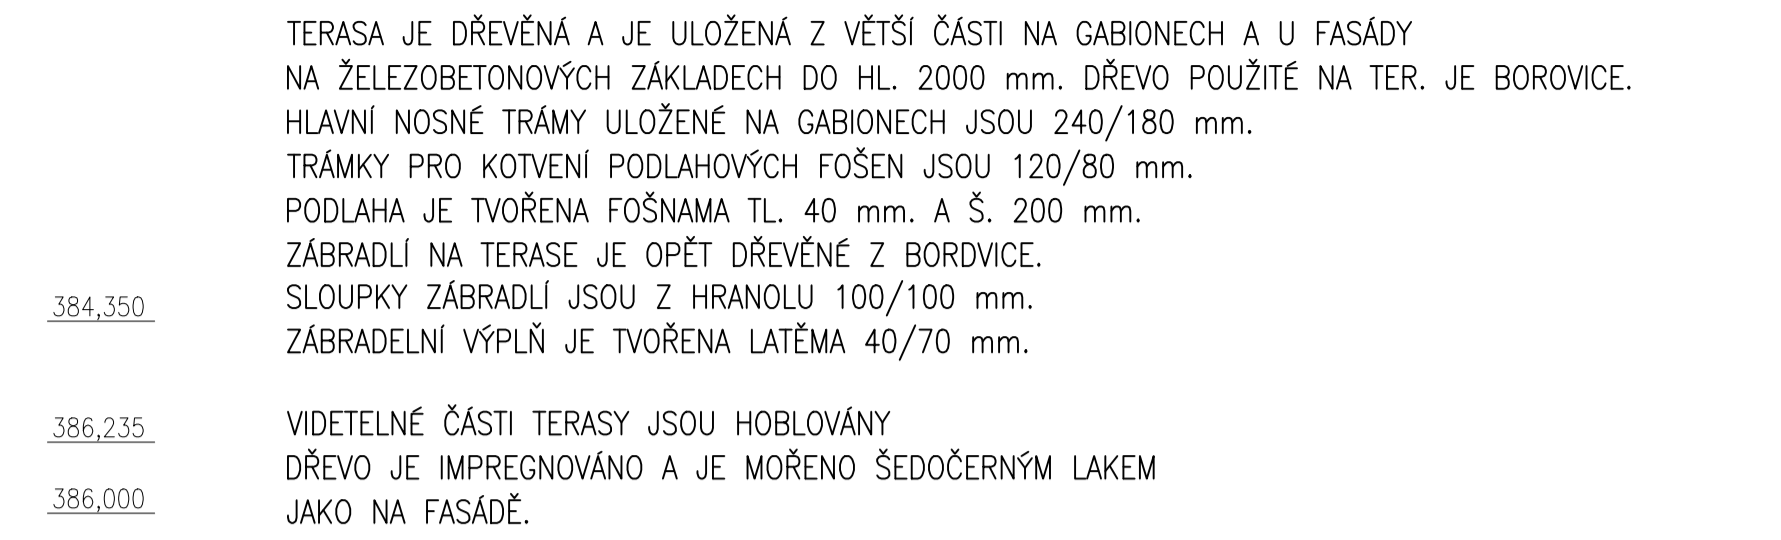 TERASA JE DŘEVĚNÁ A JE ULOŽENÁ Z VĚTŠÍ ČÁSTI NA GABIONECH A U FASÁDY
NA ŽELEZOBETONOVÝCH ZÁKLADECH DO HL. 2000 mm. DŘEVO POUŽITÉ NA TER. JE BOROVICE.
HLAVNÍ NOSNÉ TRÁMY ULOŽENÉ NA GABIONECH JSOU 240/180 mm.
TRÁMKY PRO KOTVENÍ PODLAHOVÝCH FOŠEN JSOU 120/80 mm.
PODLAHA JE TVOŘENA FOŠNAMA TL. 40 mm. A Š. 200 mm.
ZÁBRADLÍ NA TERASE JE OPĚT DŘEVĚNÉ Z BORDVICE.
384,350
SLOUPKY ZÁBRADLÍ JSOU Z HRANOLU 100/100 mm.
ZÁBRADELNÍ VÝPLŇ JE TVOŘENA LATĚMA 40/70 mm.
386,235
VIDETELNÉ ČÁSTI TERASY JSOU HOBLOVÁNY
DŘEVO JE IMPREGNOVÁNO A JE MOŘENO ŠEDOČERNÝM LAKEM
386,000
JAKO NA FASÁDĚ.